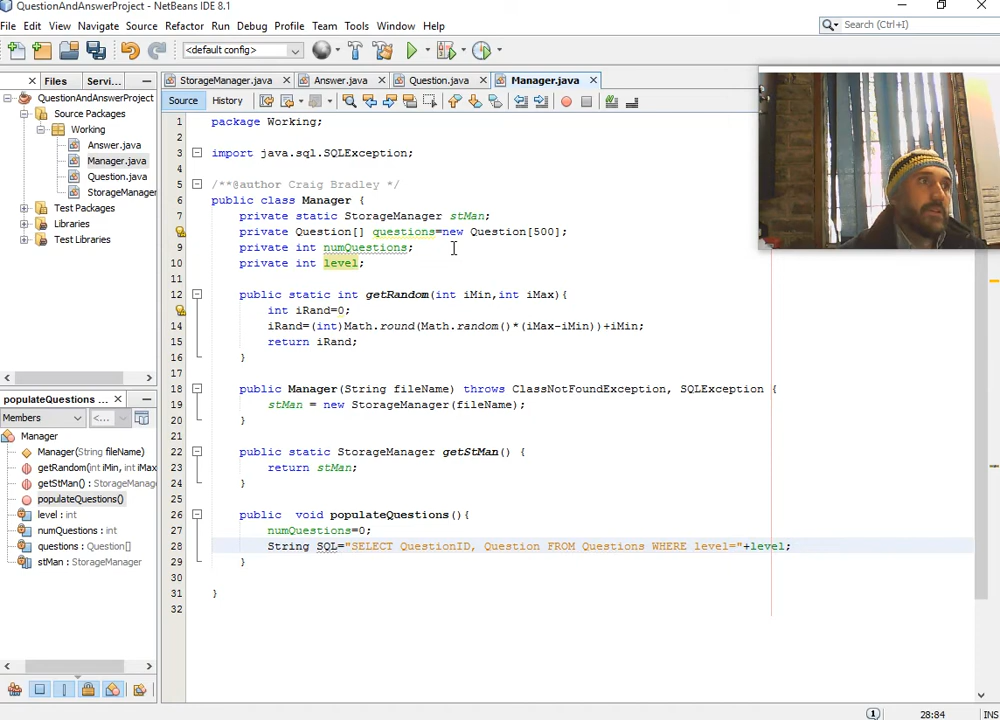 QuestionAndAnswerProject - NetBeans IDE 8.1
File Edit View Navigate Source Refactor Run Debug Profile Team Tools Window Help
<default config>
Search (Ctrl+I)
Files Servi...
StorageManager.java Answer.java Question.java Manager.java
Source History
QuestionAndAnswerProject
Source Packages
Working
Answer.java
Manager.java
Question.java
StorageManager
Test Packages
Libraries
Test Libraries
populateQuestions ...
Members <...
Manager
Manager(String fileName)
getRandom(int iMin, int iMax
getStMan() : StorageManag
populateQuestions()
level : int
numQuestions : int
questions : Question[]
stMan : StorageManager
1 package Working;
2
3 import java.sql.SQLException;
4
5 /**@author Craig Bradley */
6 public class Manager {
7 private static StorageManager stMan;
private Question[] questions=new Question[500];
9 private int numQuestions;
10 private int level;
11
12 public static int getRandom(int iMin,int iMax){
int iRand=0;
14 iRand=(int)Math.round(Math.random()*(iMax-iMin))+iMin;
15 return iRand;
16 }
17
18 public Manager(String fileName) throws ClassNotFoundException, SQLException {
19 stMan = new StorageManager(fileName);
20 }
21
22 public static StorageManager getStMan() {
23 return stMan;
24 }
25
26 public void populateQuestions(){
27 numQuestions=0;
28 String SQL="SELECT QuestionID, Question FROM Questions WHERE level="+level;
29 }
30
31 }
32
1 28:84 INS